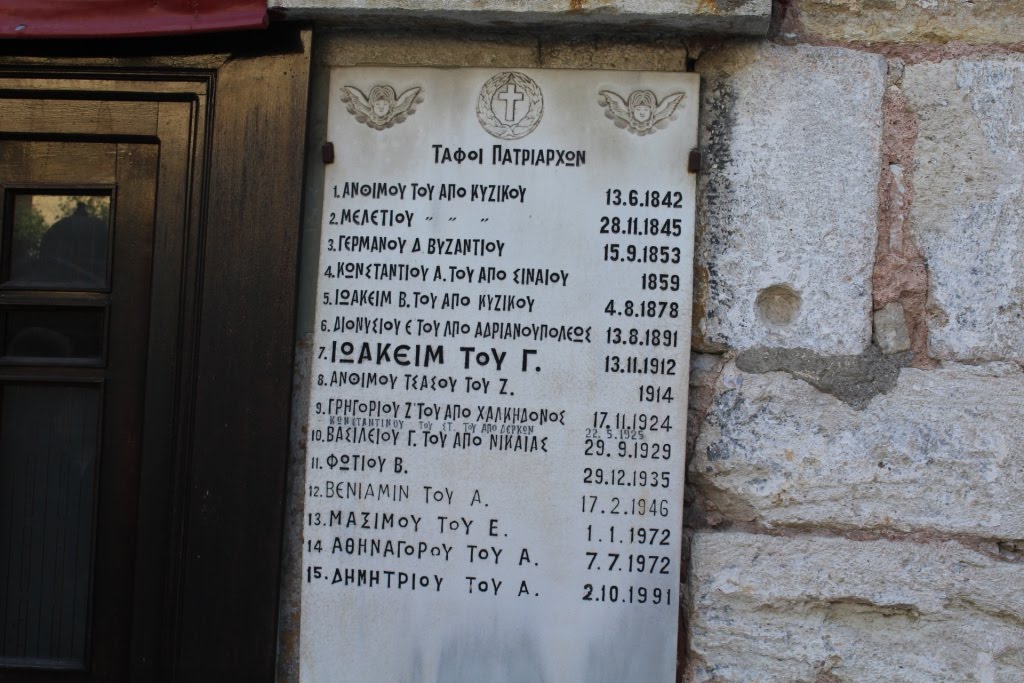 ΤΑΦΟΙ ΠΑΤΡΙΑΡΧΩΝ
1. ΑΝΘΙΜΟΥ ΤΟΥ ΑΠΟ ΚΥΖΙΚΟΥ 13.6.1842
2. ΜΕΛΕΤΙΟΥ " " " 28.11.1845
3. ΓΕΡΜΑΝΟΥ Δ ΒΥΖΑΝΤΙΟΥ 15.9.1853
4. ΚΩΝΣΤΑΝΤΙΟΥ Α. ΤΟΥ ΑΠΟ ΣΙΝΑΙΟΥ 1859
5. ΙΩΑΚΕΙΜ Β. ΤΟΥ ΑΠΟ ΚΥΖΙΚΟΥ 4.8.1878
6. ΔΙΟΝΥΣΙΟΥ Ε ΤΟΥ ΑΠΟ ΑΔΡΙΑΝΟΥΠΟΛΕΩΣ 13.8.1891
7. ΙΩΑΚΕΙΜ ΤΟΥ Γ. 13.11.1912
8. ΑΝΘΙΜΟΥ ΤΣΑΣΟΥ ΤΟΥ Ζ. 1914
9. ΓΡΗΓΟΡΙΟΥ Ζ' ΤΟΥ ΑΠΟ ΧΑΛΚΗΔΟΝΟΣ 17.11.1924
ΚΩΝΣΤΑΝΤΙΝΟΥ ΤΟΥ ΣΤ. ΤΟΥ ΑΠΟ ΔΕΡΚΩΝ 22.5.1925
10. ΒΑΣΙΛΕΙΟΥ Γ. ΤΟΥ ΑΠΟ ΝΙΚΑΙΑΣ 29.9.1929
11. ΦΩΤΙΟΥ Β. 29.12.1935
12. ΒΕΝΙΑΜΙΝ ΤΟΥ Α. 17.2.1946
13. ΜΑΞΙΜΟΥ ΤΟΥ Ε. 1.1.1972
14 ΑΘΗΝΑΓΟΡΟΥ ΤΟΥ Α. 7.7.1972
15. ΔΗΜΗΤΡΙΟΥ ΤΟΥ Α. 2.10.1991